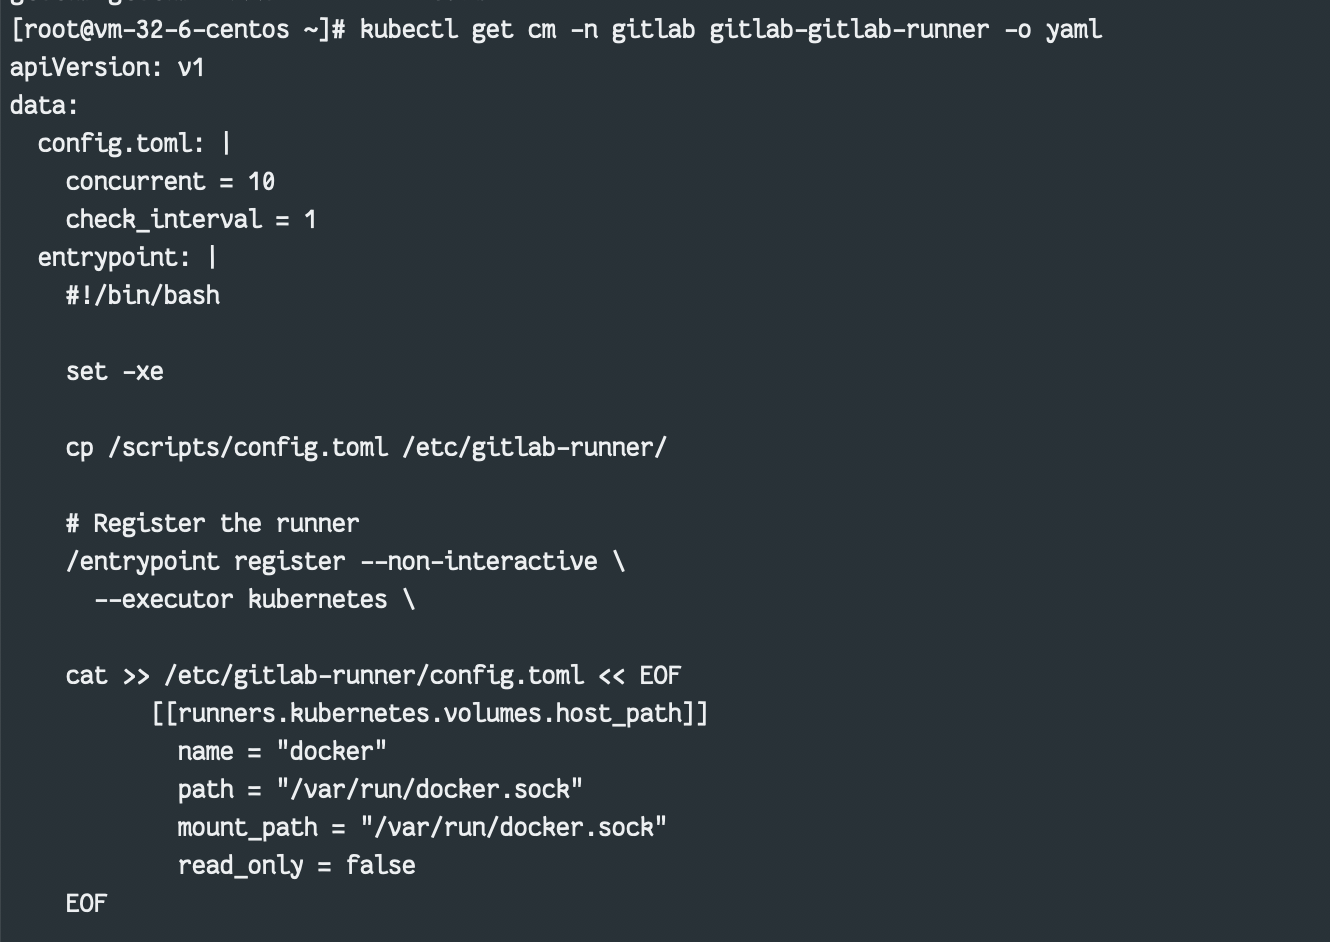 [root@vm-32-6-centos ~]# kubectl get cm -n gitlab gitlab-gitlab-runner -o yaml
apiVersion: v1
data:
  config.toml: |
    concurrent = 10
    check_interval = 1
  entrypoint: |
    #!/bin/bash

    set -xe

    cp /scripts/config.toml /etc/gitlab-runner/

    # Register the runner
    /entrypoint register --non-interactive \
      --executor kubernetes \

    cat >> /etc/gitlab-runner/config.toml << EOF
          [[runners.kubernetes.volumes.host_path]]
            name = "docker"
            path = "/var/run/docker.sock"
            mount_path = "/var/run/docker.sock"
            read_only = false
    EOF